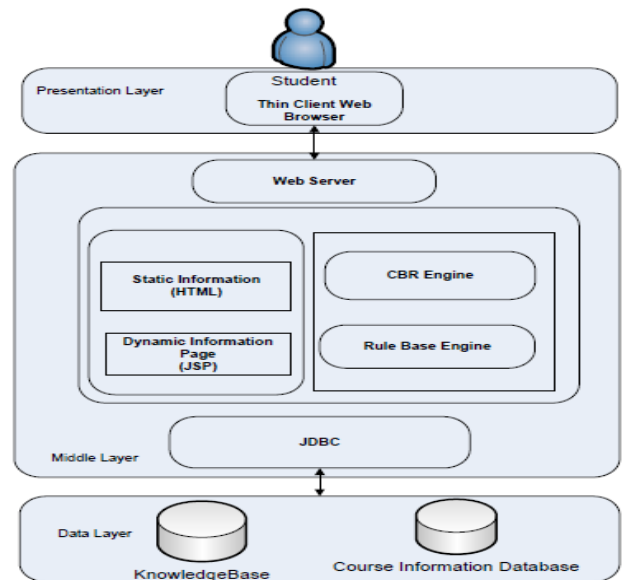 Student
Presentation Layer
Thin Client Web
Browser
Web Server
Static Information
(HTML)
Dynamic Information
Page
(JSP)
CBR Engine
Rule Base Engine
JDBC
Middle Layer
Data Layer
KnowledgeBase
Course Information Database